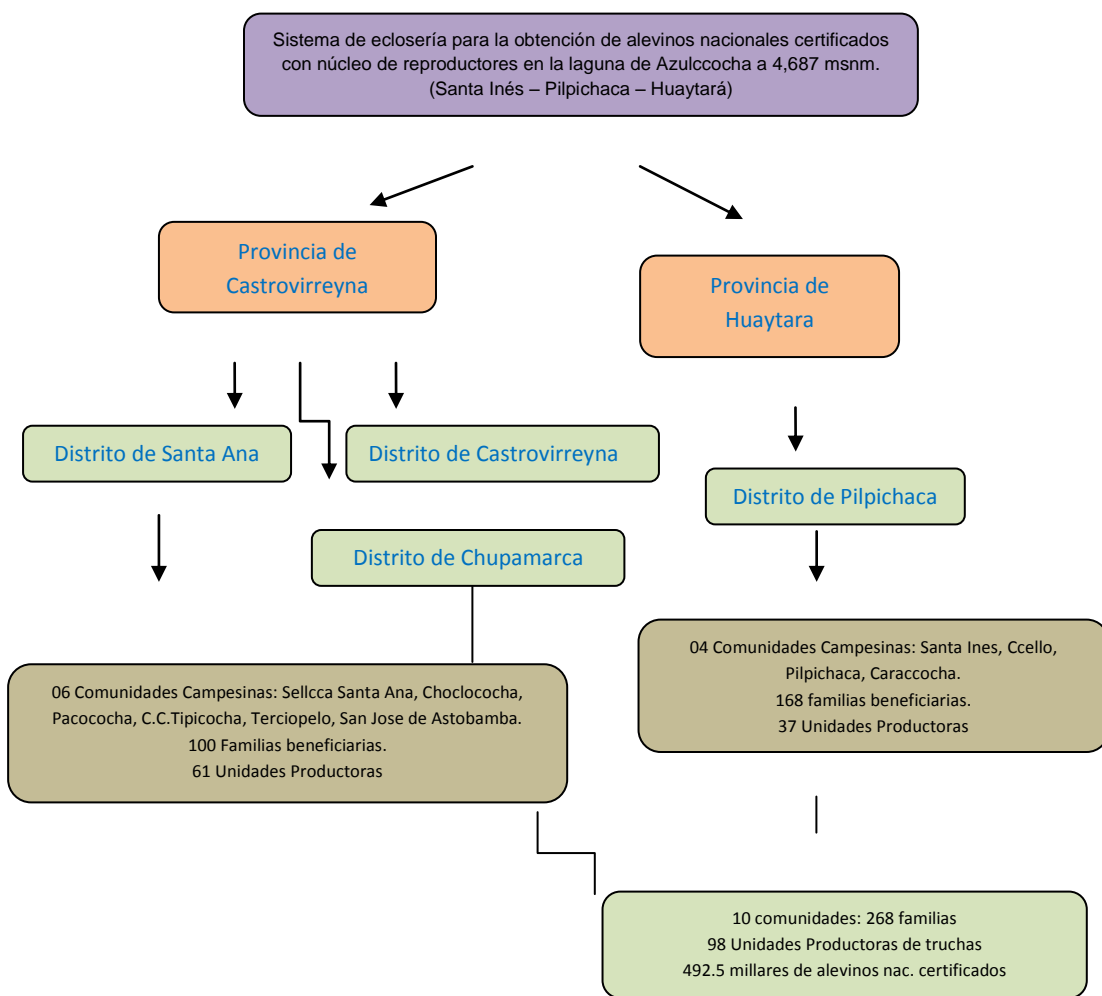 Sistema de eclosería para la obtención de alevinos nacionales certificados
con núcleo de reproductores en la laguna de Azulccocha a 4,687 msnm.
(Santa Inés – Pilpichaca – Huaytará)
Provincia de
Castrovirreyna
Provincia de
Huaytara
Distrito de Santa Ana
Distrito de Castrovirreyna
Distrito de Pilpichaca
Distrito de Chupamarca
06 Comunidades Campesinas: Sellcca Santa Ana, Choclococha,
Pacococha, C.C.Tipicocha, Terciopelo, San Jose de Astobamba.
100 Familias beneficiarias.
61 Unidades Productoras
04 Comunidades Campesinas: Santa Ines, Ccello,
Pilpichaca, Caraccocha.
168 familias beneficiarias.
37 Unidades Productoras
10 comunidades: 268 familias
98 Unidades Productoras de truchas
492.5 millares de alevinos nac. certificados